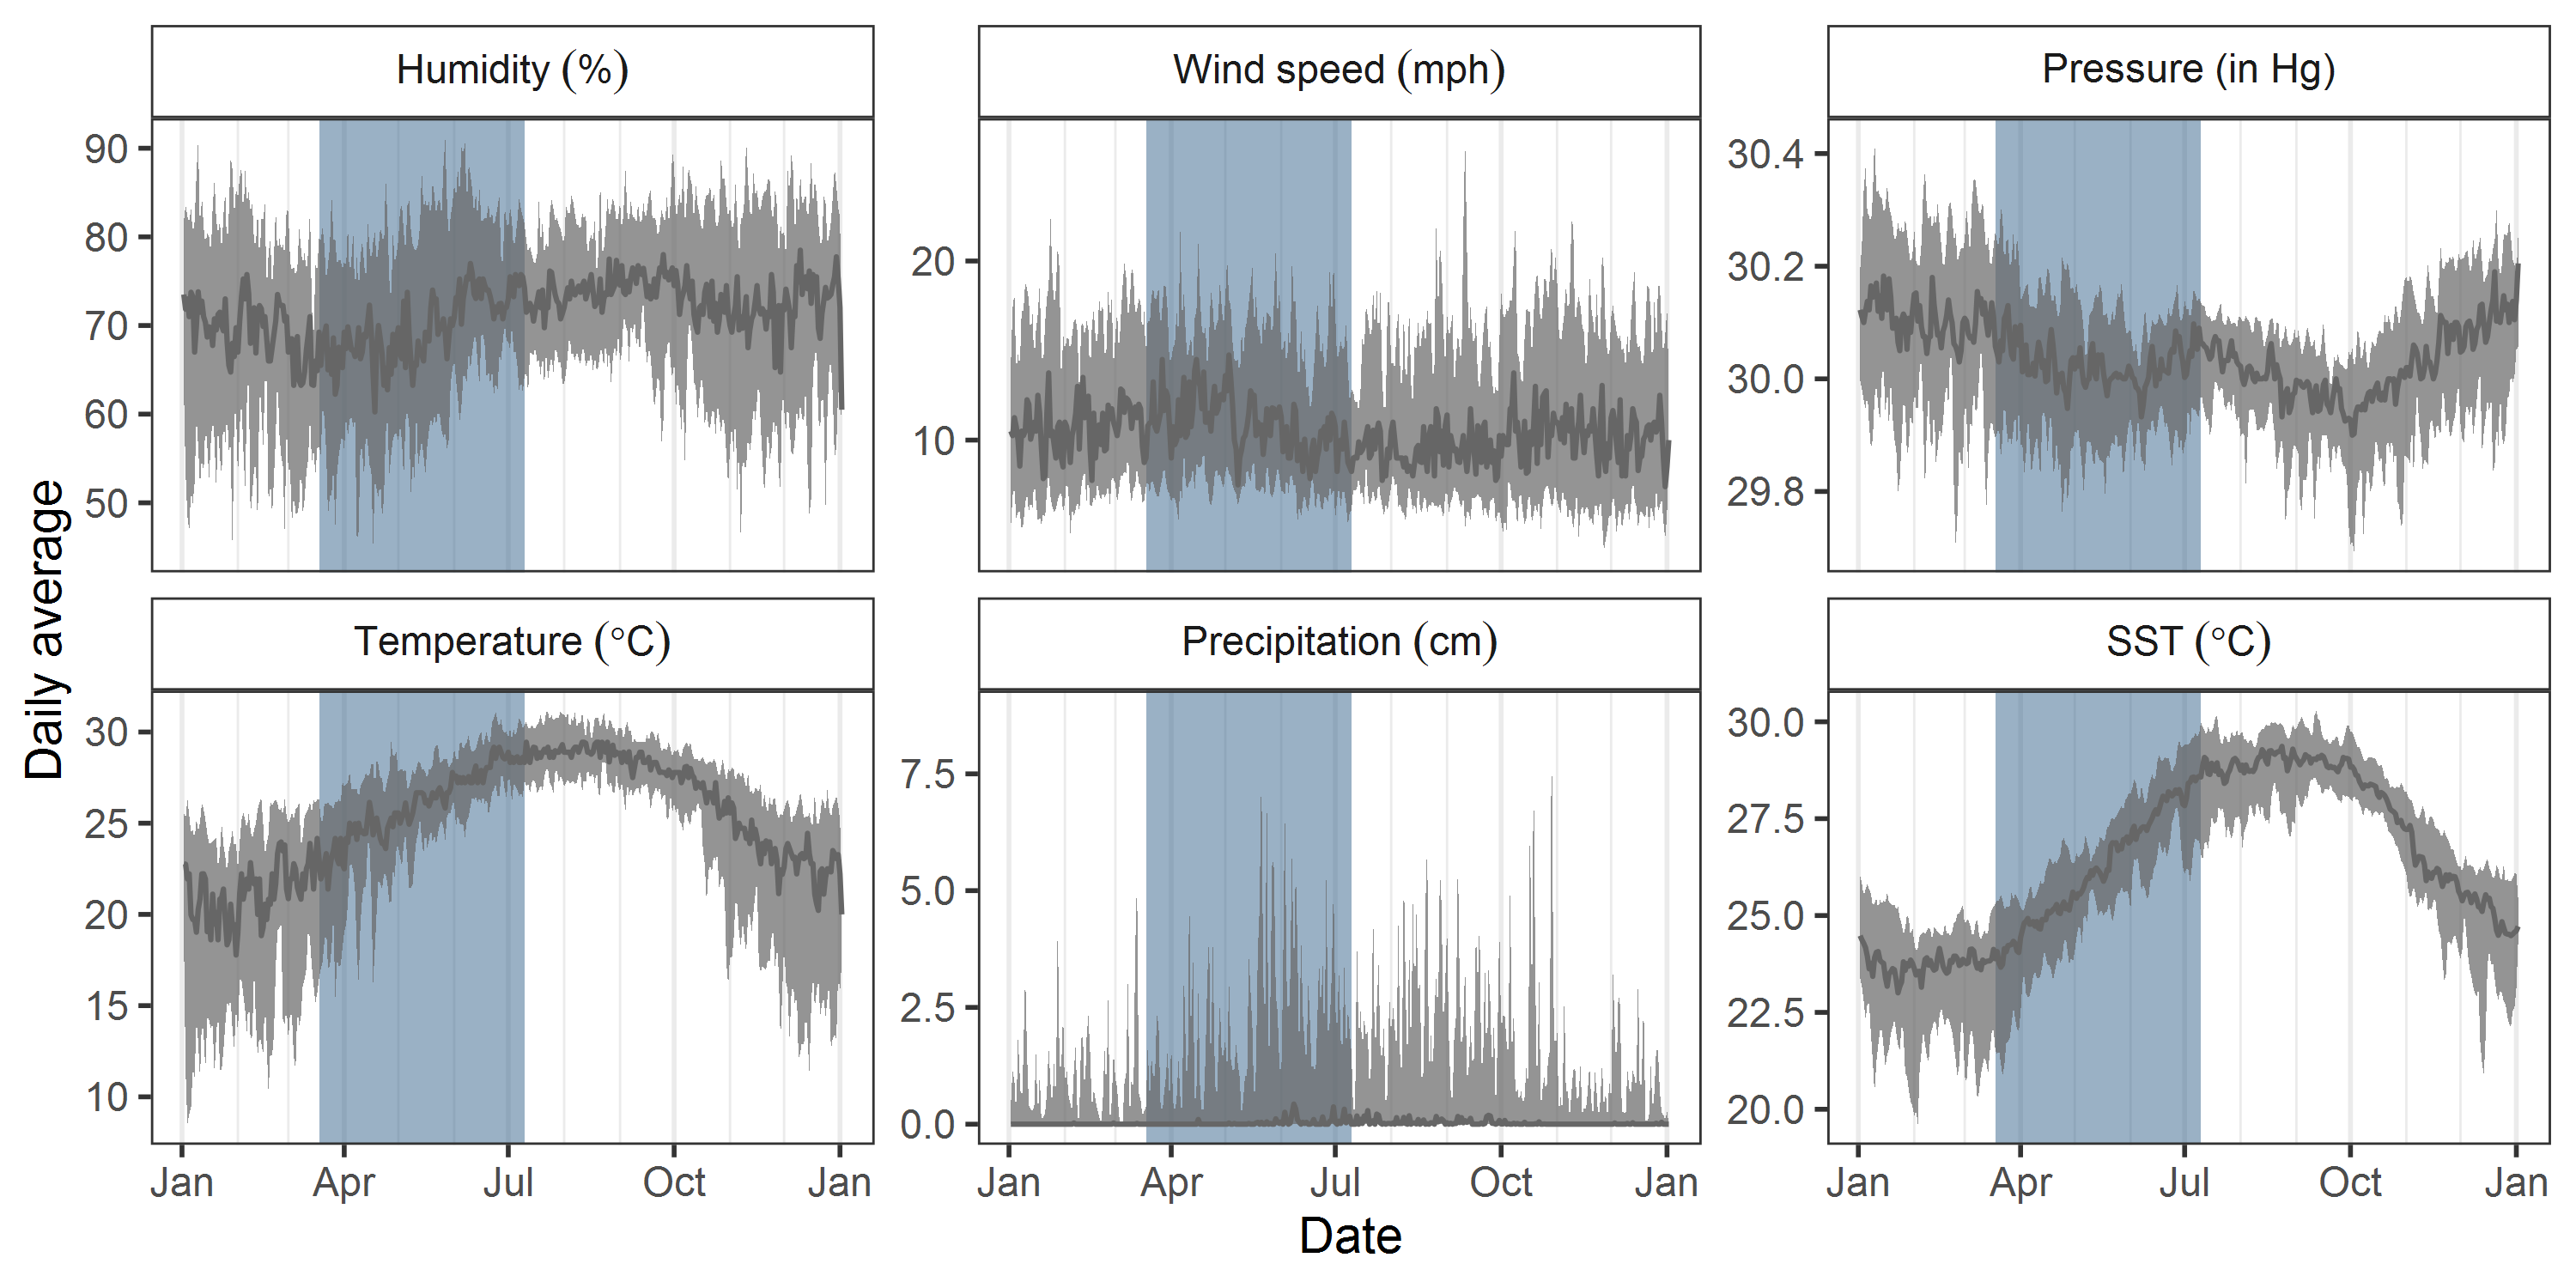 Humidity (%)
Wind speed (mph)
Pressure (in Hg)
90
80
70
60
50
20
10
30.4
30.2
30.0
29.8
Daily average
Temperature (°C)
Precipitation (cm)
SST (°C)
30
25
20
15
10
7.5
5.0
2.5
0.0
30.0
27.5
25.0
22.5
20.0
Jan Apr Jul Oct Jan
Jan Apr Jul Oct Jan
Jan Apr Jul Oct Jan
Date